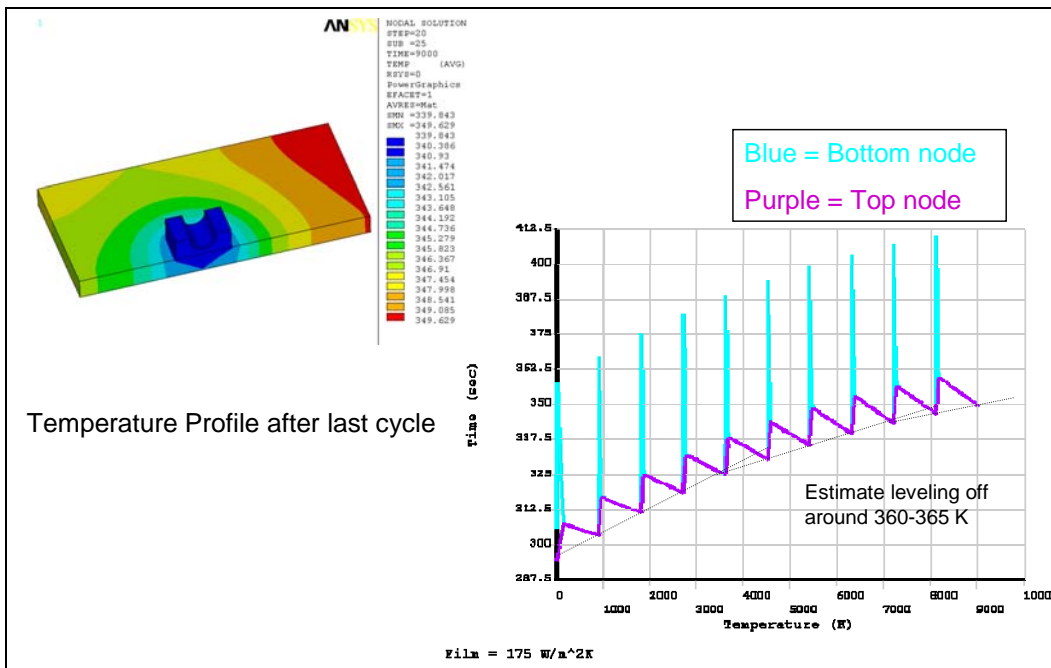 ANSYS
NODAL SOLUTION
STEP=20
SUB =25
TIME=9000
TEMP (AVG)
RSYS=0
PowerGraphics
EFACET=1
AVRES=Mat
SMN =339.843
SMX =349.629
339.843
340.386
340.93
341.474
342.017
342.561
343.105
343.648
344.192
344.736
345.279
345.823
346.367
346.91
347.454
347.998
348.541
349.085
349.629
Temperature Profile after last cycle
Blue = Bottom node
Purple = Top node
412.5
400
387.5
375
362.5
350
337.5
325
312.5
300
287.5
Time (sec)
Estimate leveling off
around 360-365 K
0 2000 4000 6000 8000 1000
1000 3000 5000 7000 9000
Temperature (K)
Film = 175 W/m^2K